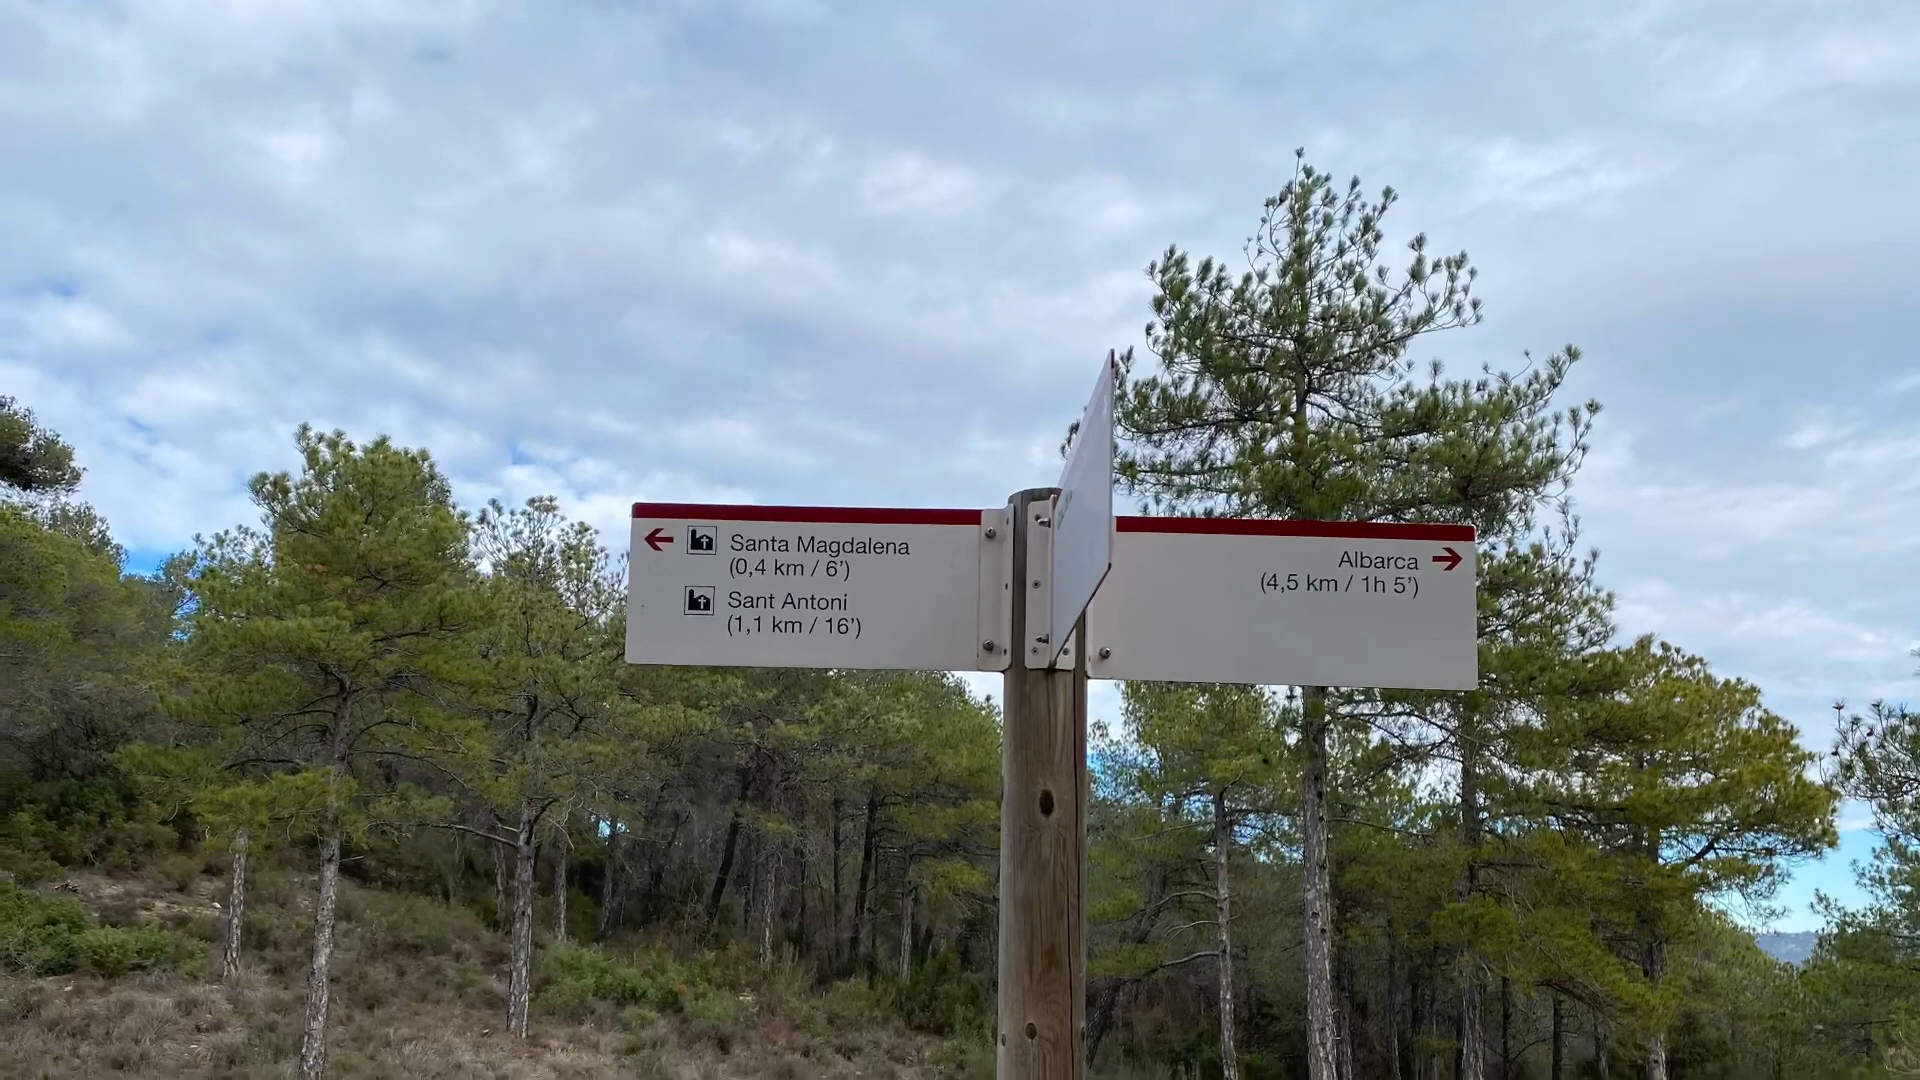 Santa Magdalena
(0,4 km / 6')
Sant Antoni
(1,1 km / 16')
Albarca
(4,5 km / 1h 5')